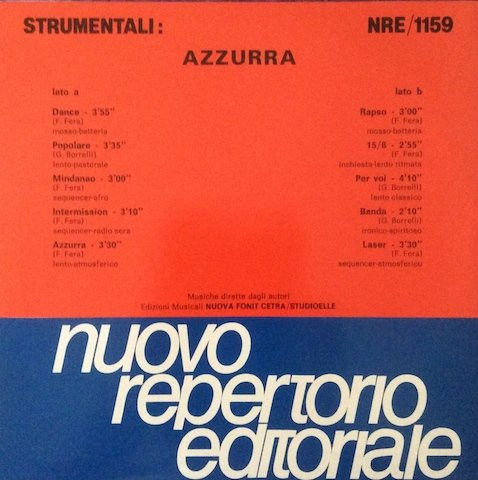 STRUMENTALI:
NRE/1159
AZZURRA
lato a
Dance - 3'55"
(F. Fera)
mosso-batteria
Popolare - 3'35"
(G. Borrelli)
lento-pastorale
Mindanao - 3'00"
(F. Fera)
sequencer-afro
Intermission - 3'10"
(F. Fera)
sequencer-radio sera
Azzurra - 3'30"
(F. Fera)
lento-atmosferico
lato b
Rapso - 3'00"
(F. Fera)
mosso-batteria
15/8 - 2'55"
(F. Fera)
inchiesta-lento ritmata
Per voi - 4'10"
(G. Borrelli)
lento classico
Banda - 2'10"
(G. Borrelli)
ironico-spiritoso
Laser - 3'30"
(F. Fera)
sequencer-atmosferico
Musiche dirette dagli autori
Edizioni Musicali NUOVA FONIT CETRA/STUDIOELLE
nuovo
repertorio
editoriale